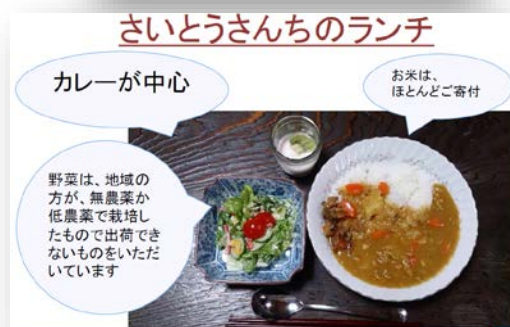 さいとうさんちのランチ
カレーが中心
お米は、
ほとんどご寄付
野菜は、地域の
方が、無農薬か
低農薬で栽培し
たもので出荷でき
ないものをいただ
いています